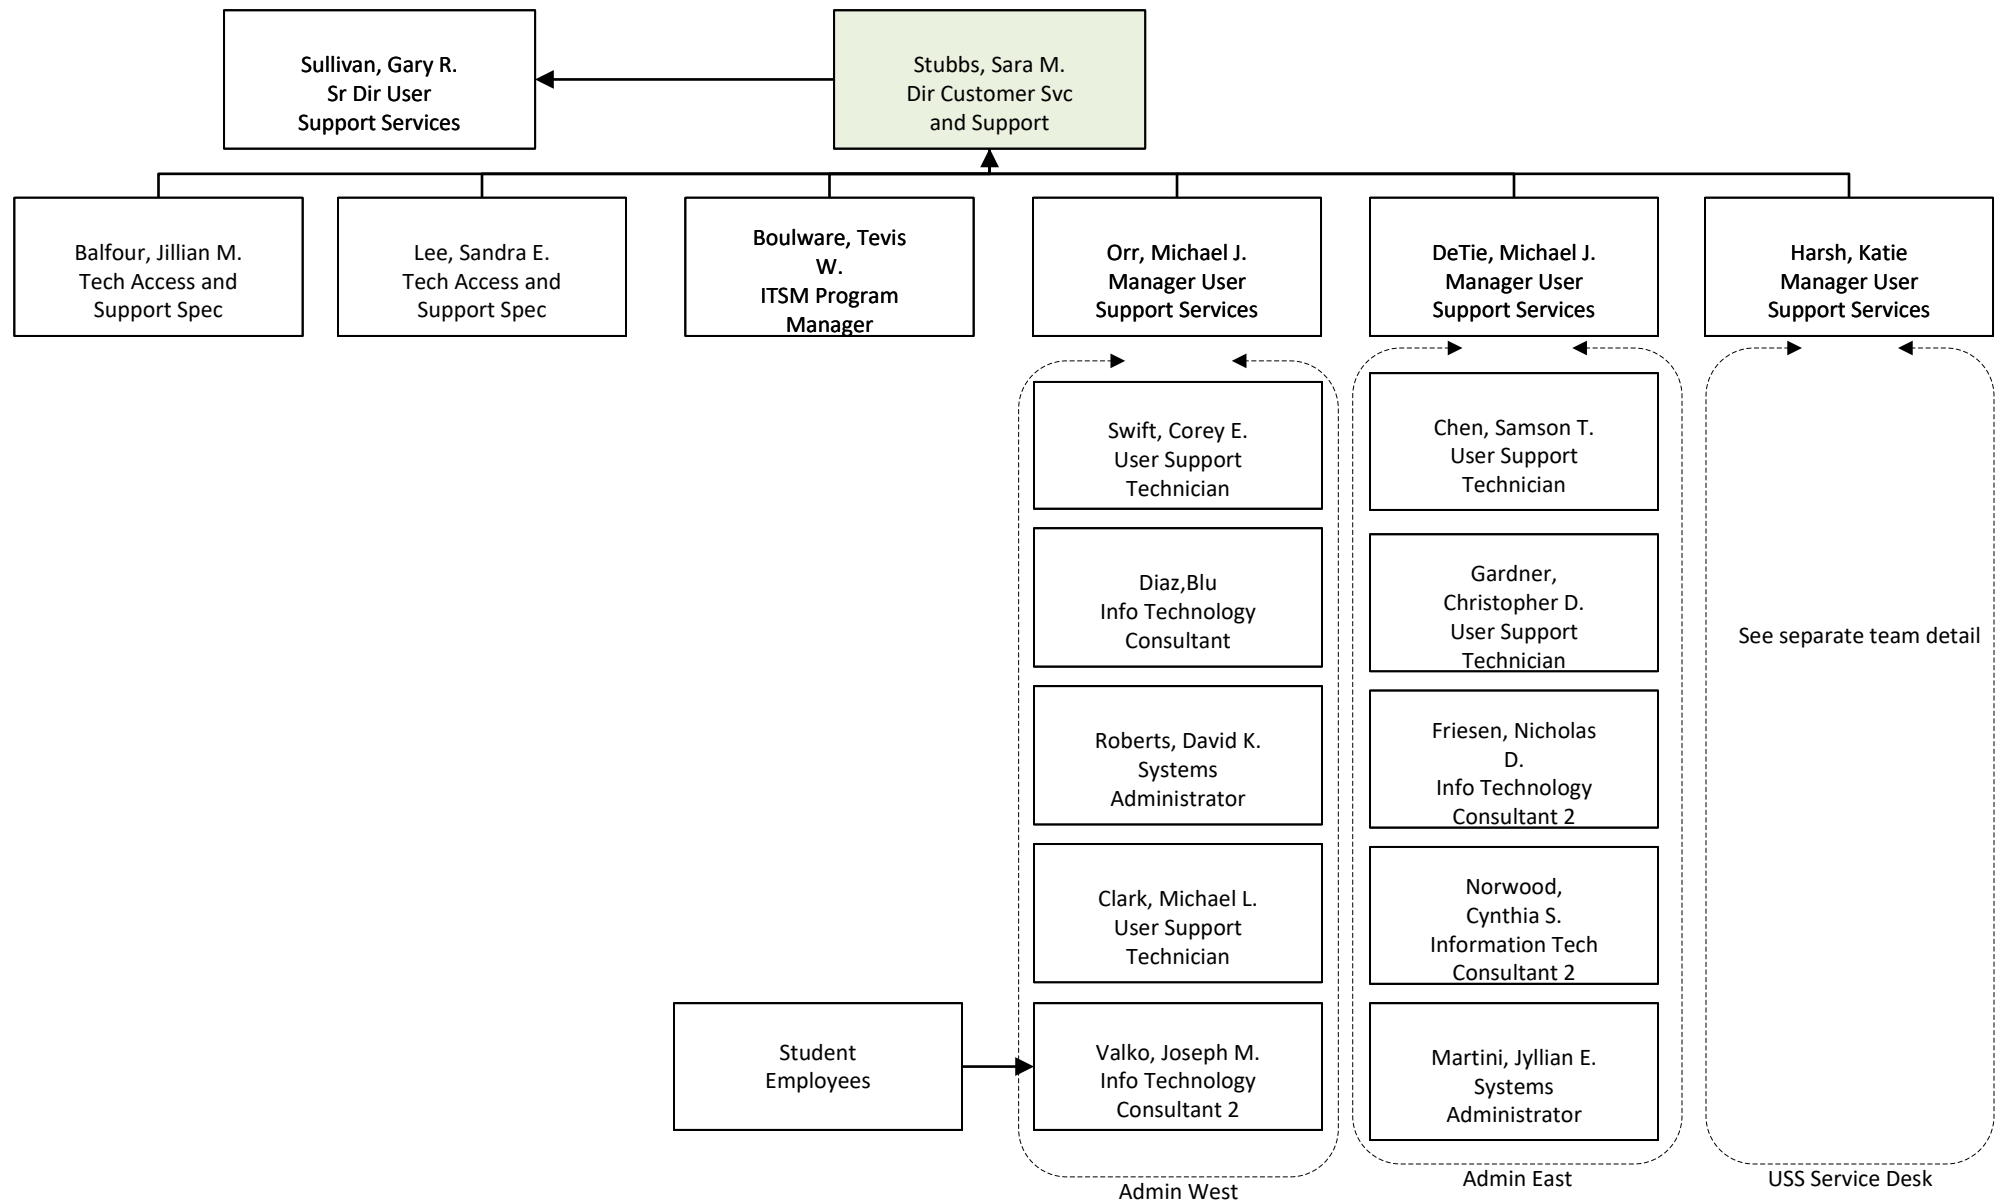 Sullivan, Gary R.
Sr Dir User
Support Services
Stubbs, Sara M.
Dir Customer Svc
and Support
Balfour, Jillian M.
Tech Access and
Support Spec
Lee, Sandra E.
Tech Access and
Support Spec
Boulware, Tevis
W.
ITSM Program
Manager
Orr, Michael J.
Manager User
Support Services
DeTie, Michael J.
Manager User
Support Services
Harsh, Katie
Manager User
Support Services
Swift, Corey E.
User Support
Technician
Diaz,Blu
Info Technology
Consultant
Roberts, David K.
Systems
Administrator
Clark, Michael L.
User Support
Technician
Student
Employees
Valko, Joseph M.
Info Technology
Consultant 2
Admin West
Chen, Samson T.
User Support
Technician
Gardner,
Christopher D.
User Support
Technician
Friesen, Nicholas
D.
Info Technology
Consultant 2
Norwood,
Cynthia S.
Information Tech
Consultant 2
Martini, Jyllian E.
Systems
Administrator
Admin East
See separate team detail
USS Service Desk